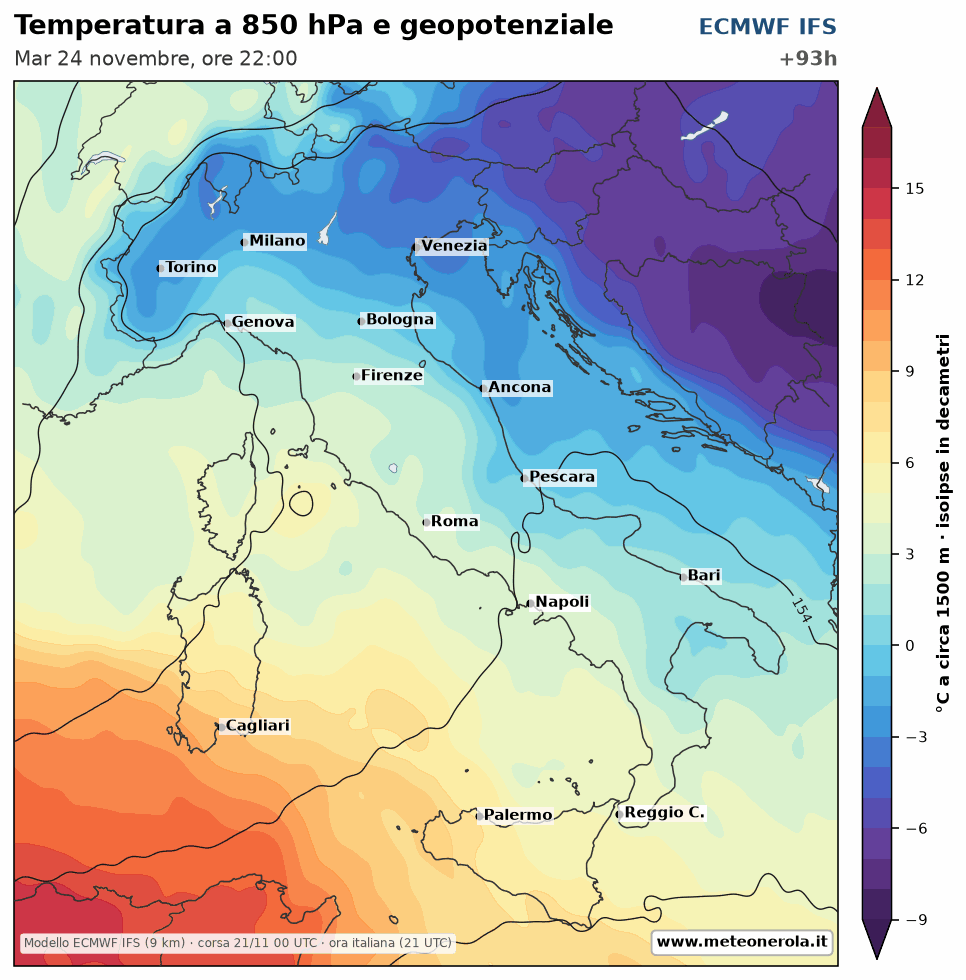 Temperatura a 850 hPa e geopotenziale
ECMWF IFS
Mar 24 novembre, ore 22:00
+93h
Milano
Venezia
Torino
Genova
Bologna
Firenze
Ancona
Pescara
Roma
Bari
Napoli
154
Cagliari
Palermo
Reggio C.
15
12
9
6
3
0
−3
−6
−9
°C a circa 1500 m · isoipse in decametri
Modello ECMWF IFS (9 km) · corsa 21/11 00 UTC · ora italiana (21 UTC)
www.meteonerola.it